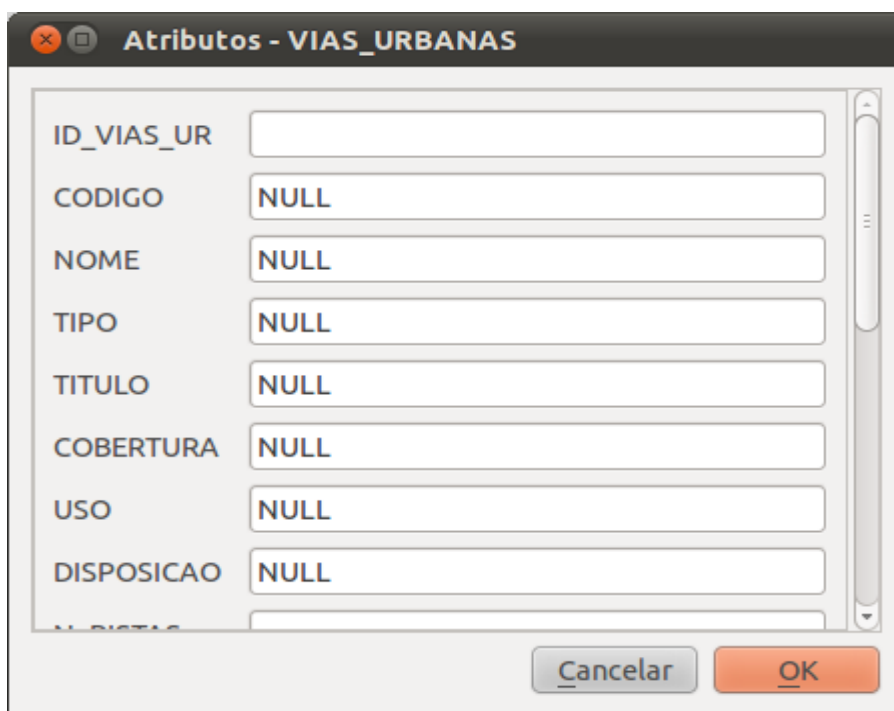 Atributos - VIAS_URBANAS
ID_VIAS_UR
CODIGO NULL
NOME NULL
TIPO NULL
TITULO NULL
COBERTURA NULL
USO NULL
DISPOSICAO NULL
Cancelar OK